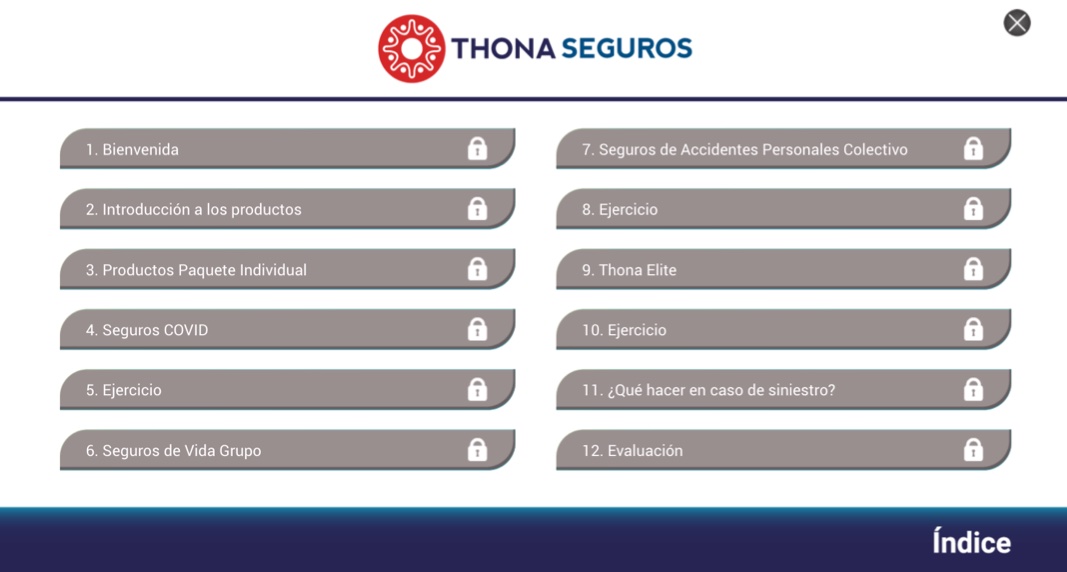 THONA SEGUROS
1. Bienvenida
2. Introducción a los productos
3. Productos Paquete Individual
4. Seguros COVID
5. Ejercicio
6. Seguros de Vida Grupo
7. Seguros de Accidentes Personales Colectivo
8. Ejercicio
9. Thona Elite
10. Ejercicio
11. ¿Qué hacer en caso de siniestro?
12. Evaluación
Índice